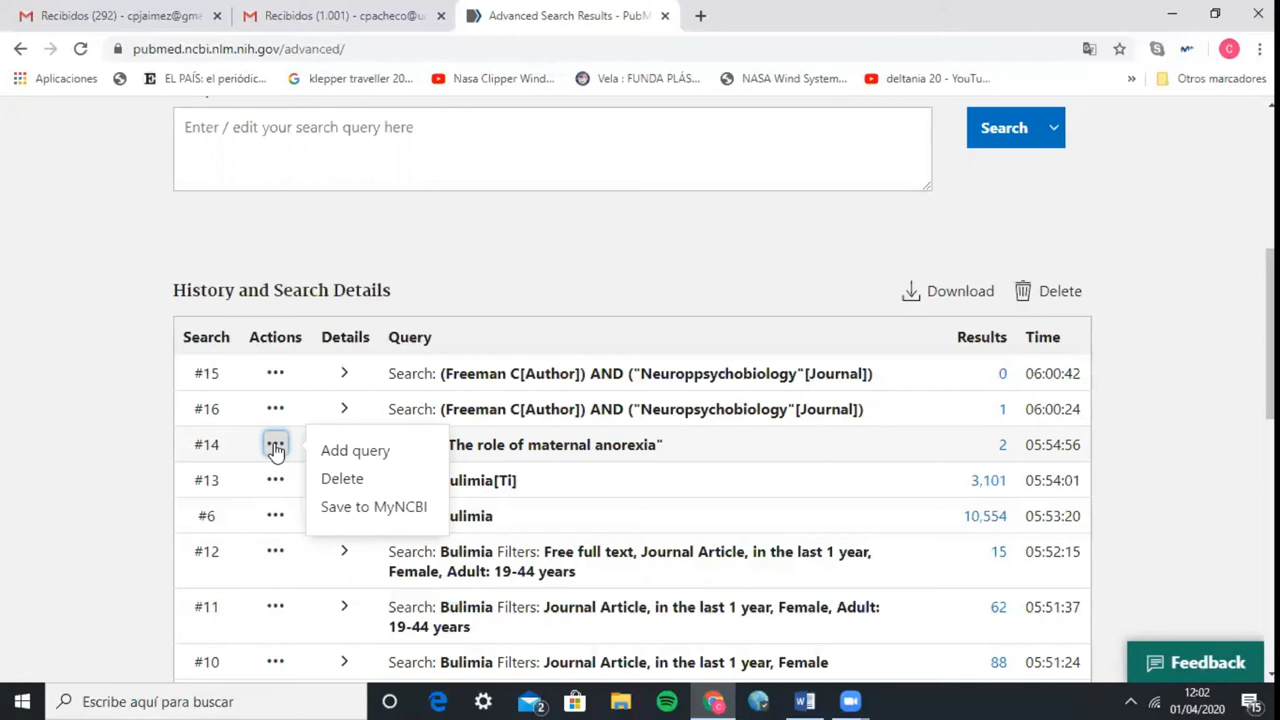 Recibidos (292) - cpjaimez@gma
Recibidos (1.001) - cpacheco@u
Advanced Search Results - PubM
pubmed.ncbi.nlm.nih.gov/advanced/
C
Aplicaciones
EL PAÍS: el periódic...
klepper traveller 20...
Nasa Clipper Win...
Vela : FUNDA PLÁS...
NASA Wind System...
deltania 20 - YouTu...
»
Otros marcadores
Enter / edit your search query here
Search
History and Search Details
Download
Delete
Search Actions Details Query Results Time
#15 ... > Search: (Freeman C[Author]) AND ("Neuroppsychobiology"[Journal]) 0 06:00:42
#16 ... > Search: (Freeman C[Author]) AND ("Neuropsychobiology"[Journal]) 1 06:00:24
#14 ... The role of maternal anorexia" 2 05:54:56
Add query
#13 ... ulimia[Ti] 3,101 05:54:01
Delete
Save to MyNCBI
#6 ... ulimia 10,554 05:53:20
#12 ... > Search: Bulimia Filters: Free full text, Journal Article, in the last 1 year, 15 05:52:15
Female, Adult: 19-44 years
#11 ... > Search: Bulimia Filters: Journal Article, in the last 1 year, Female, Adult: 62 05:51:37
19-44 years
#10 ... > Search: Bulimia Filters: Journal Article, in the last 1 year, Female 88 05:51:24
Feedback
Escribe aquí para buscar
2
12:02
01/04/2020
15